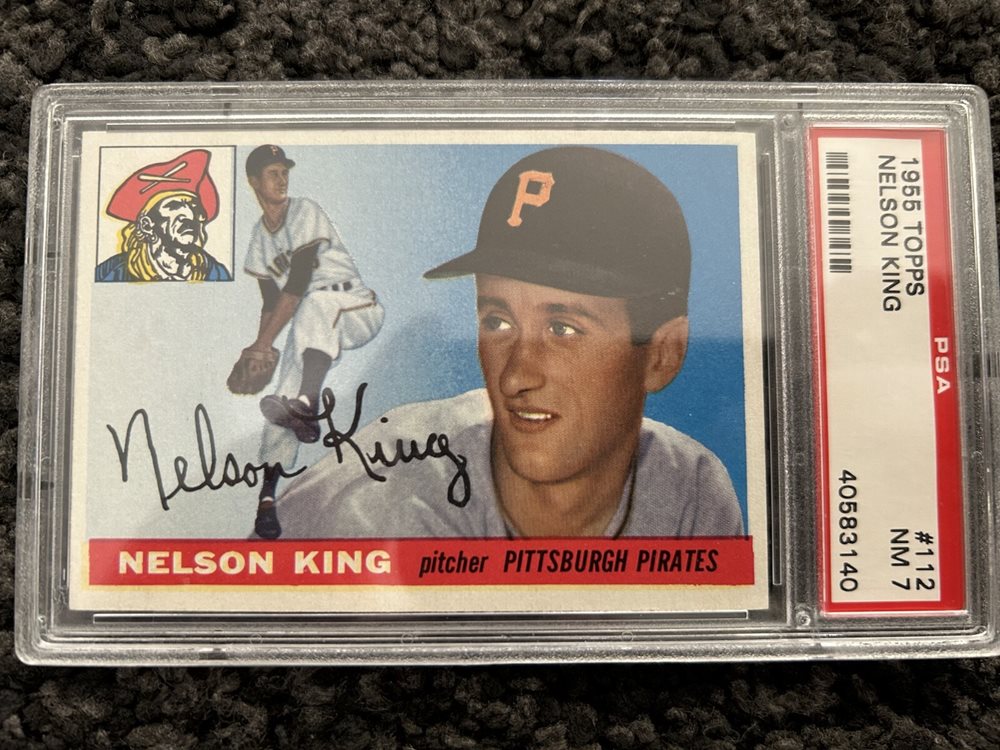 P
Nelson King
NELSON KING pitcher PITTSBURGH PIRATES
1955 TOPPS #112
NELSON KING NM 7
PSA 40583140